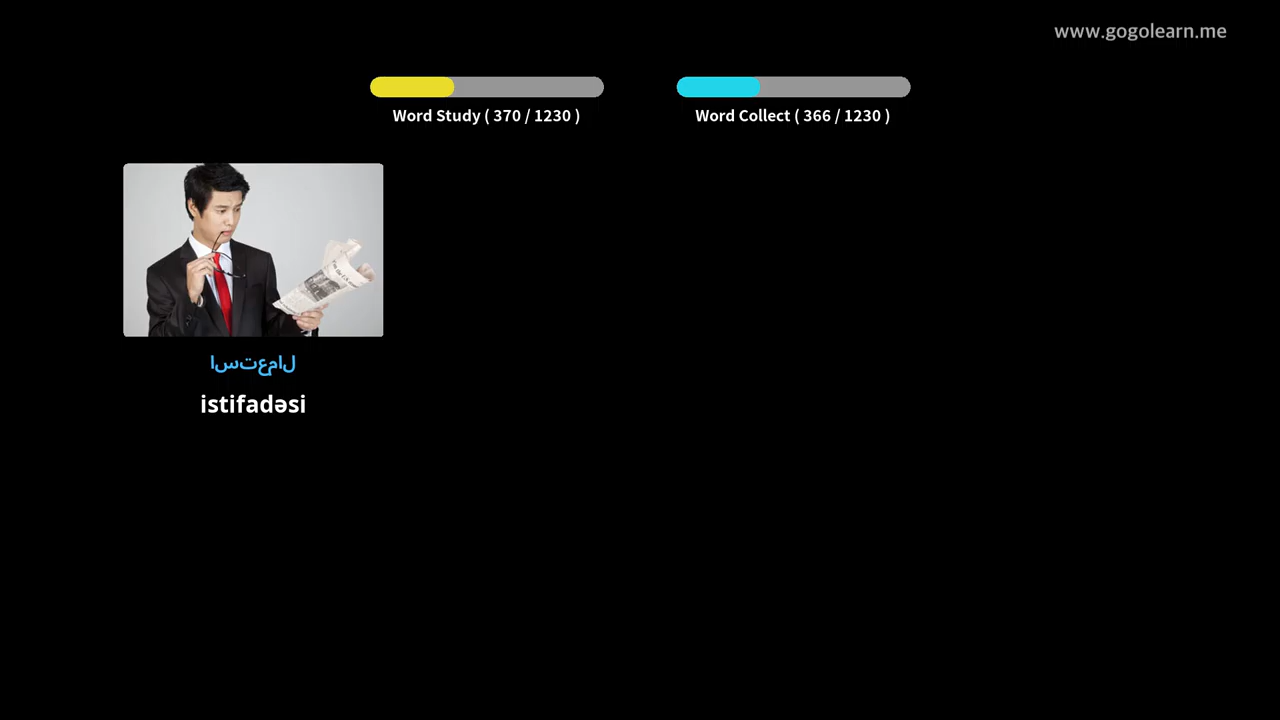 www.gogolearn.me
Word Study ( 370 / 1230 )
Word Collect ( 366 / 1230 )
استعمال
istifadəsi